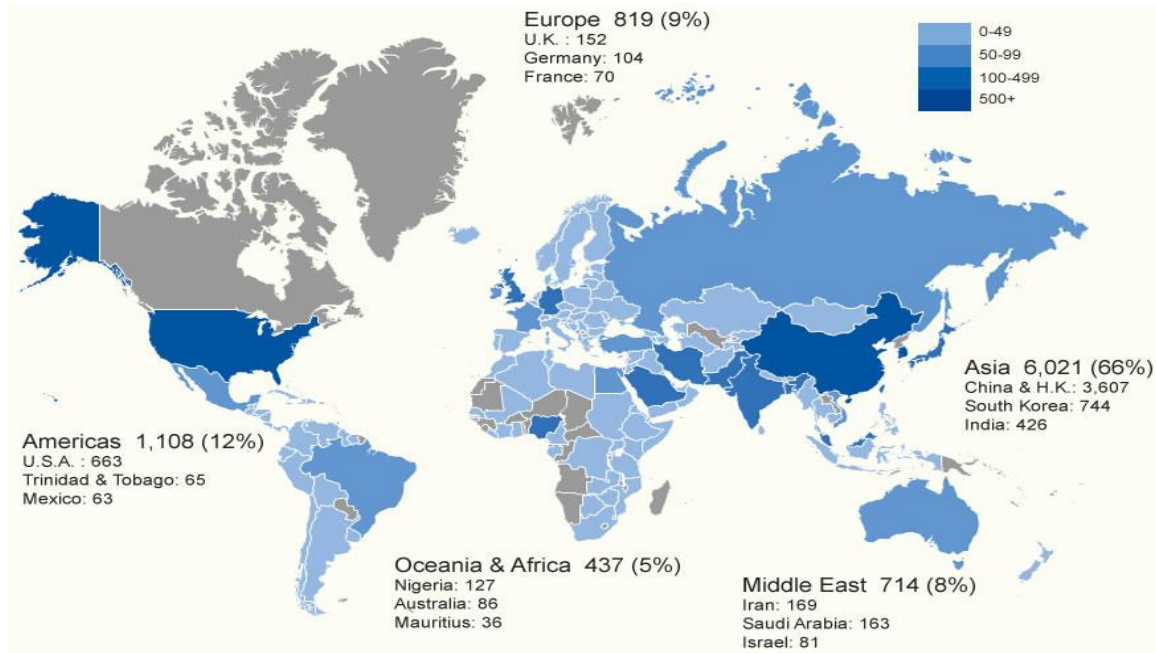 Europe 819 (9%)
U.K. : 152
Germany: 104
France: 70
0-49
50-99
100-499
500+
Asia 6,021 (66%)
China & H.K.: 3,607
South Korea: 744
India: 426
Americas 1,108 (12%)
U.S.A. : 663
Trinidad & Tobago: 65
Mexico: 63
Oceania & Africa 437 (5%)
Nigeria: 127
Australia: 86
Mauritius: 36
Middle East 714 (8%)
Iran: 169
Saudi Arabia: 163
Israel: 81